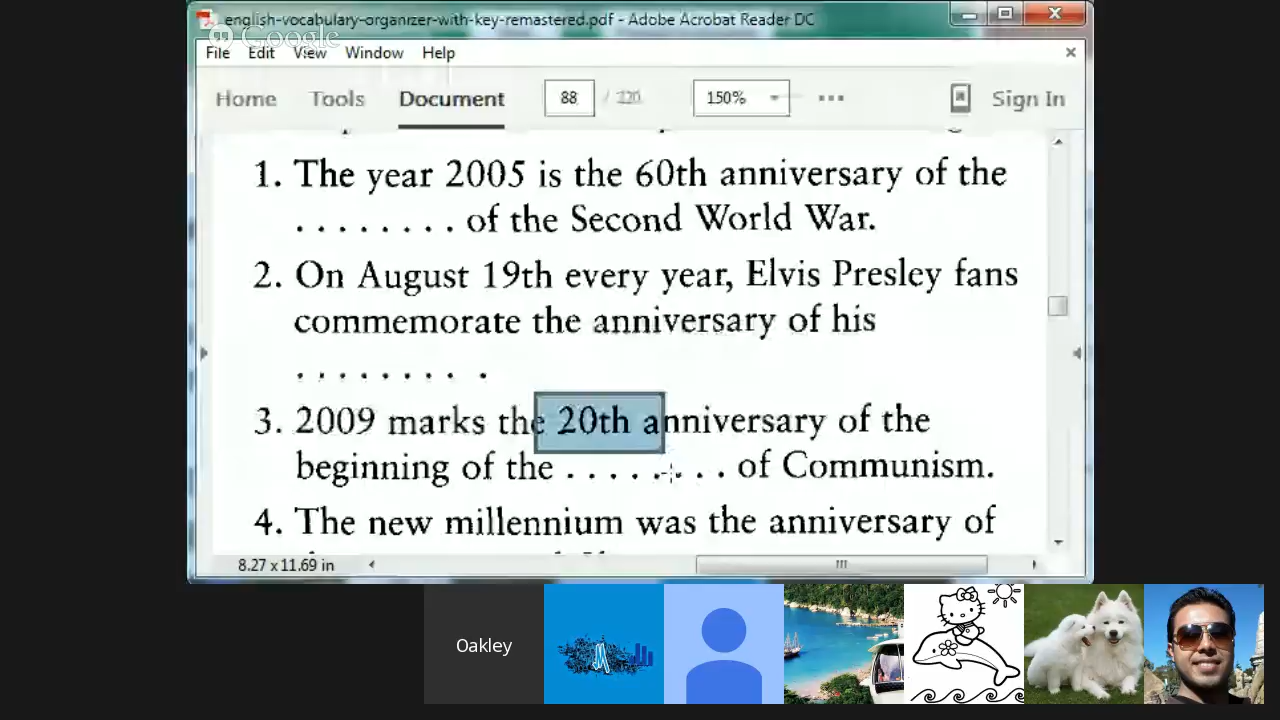 english-vocabulary-organizer-with-key-remastered.pdf - Adobe Acrobat Reader DC
Google
File Edit View Window Help
Home Tools Document 88 / 220 150% Sign In
1. The year 2005 is the 60th anniversary of the
. . . . . . . . of the Second World War.
2. On August 19th every year, Elvis Presley fans
commemorate the anniversary of his
. . . . . . . . .
3. 2009 marks the 20th anniversary of the
beginning of the . . . . . . . . of Communism.
4. The new millennium was the anniversary of
8.27 x 11.69 in
Oakley